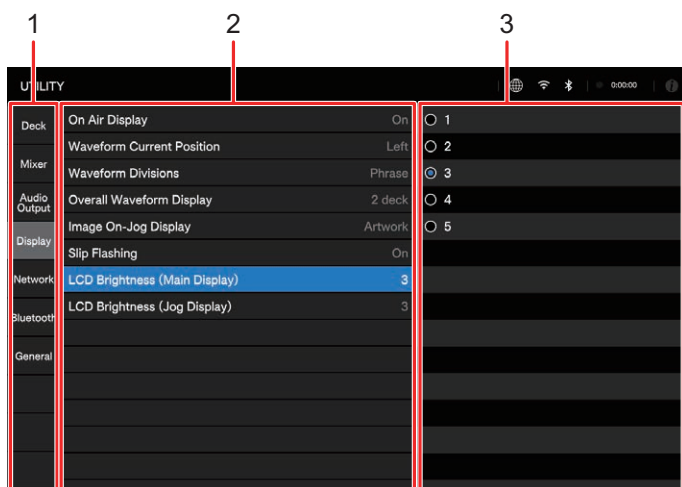 1 2 3
UTILITY 0:00:00
Deck
Mixer
Audio
Output
Display
Network
Bluetooth
General
On Air Display On
Waveform Current Position Left
Waveform Divisions Phrase
Overall Waveform Display 2 deck
Image On-Jog Display Artwork
Slip Flashing On
LCD Brightness (Main Display) 3
LCD Brightness (Jog Display) 3
1
2
3
4
5